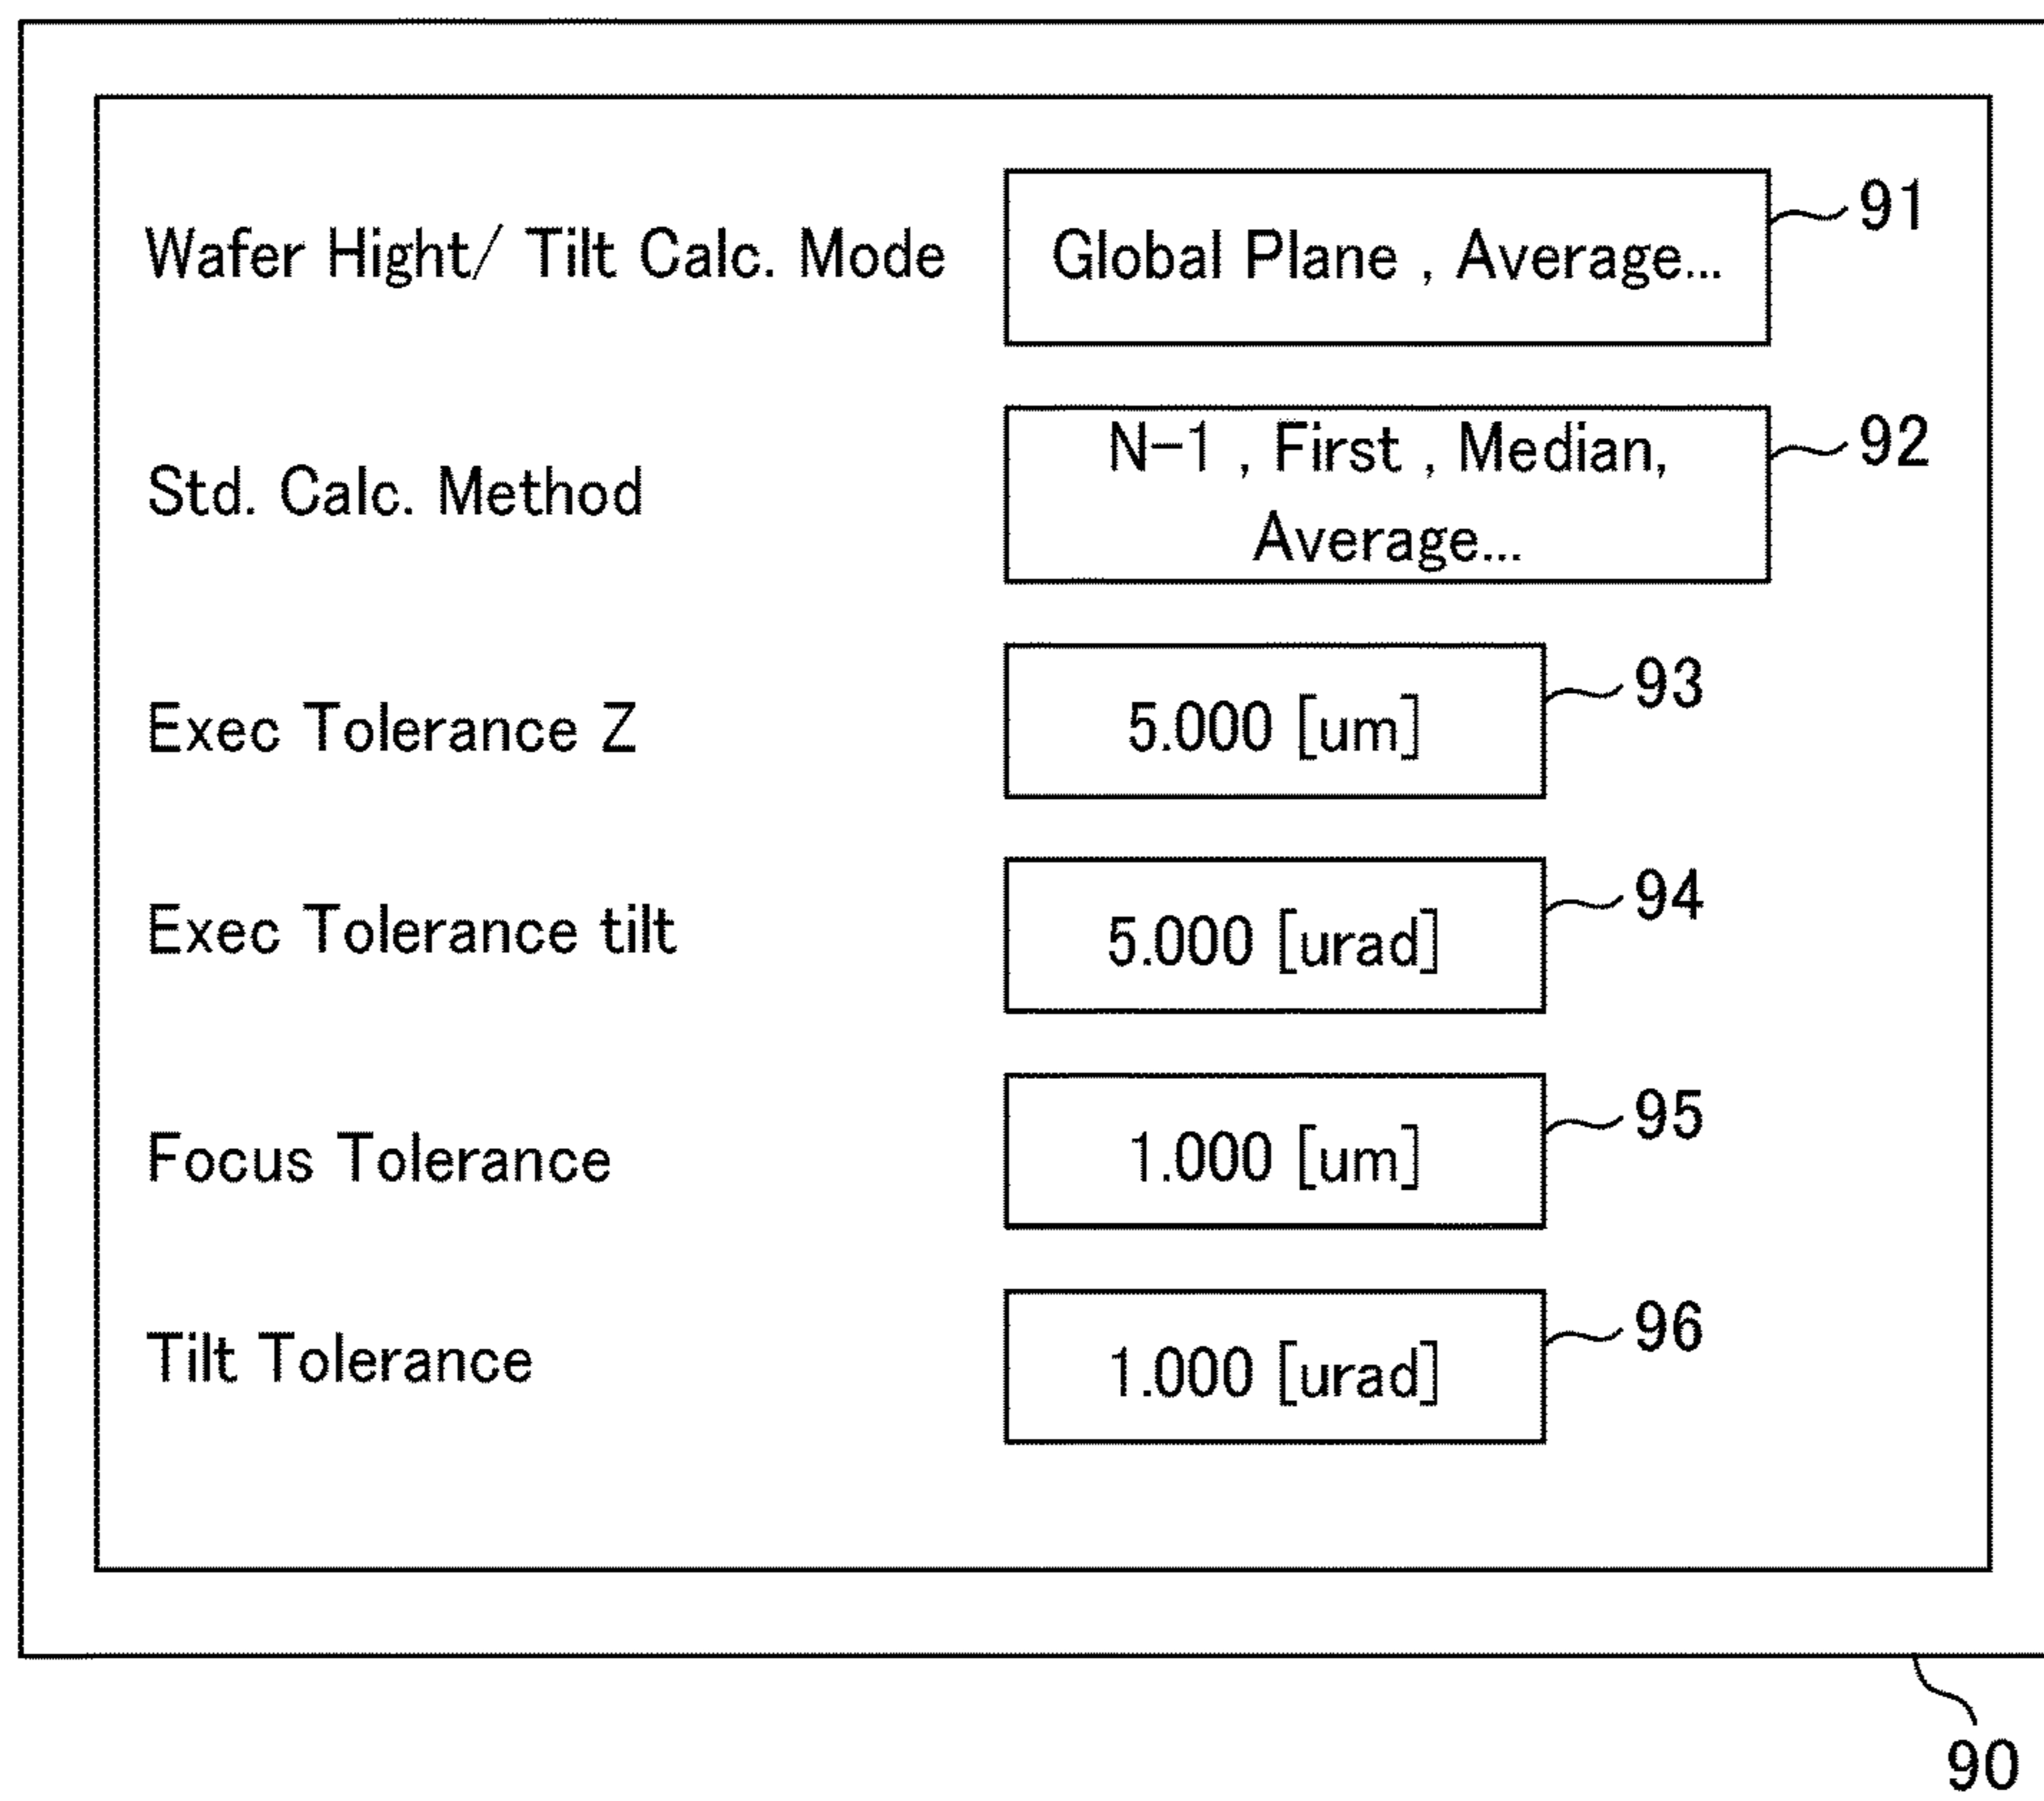 Wafer Hight/ Tilt Calc. Mode
Global Plane , Average...
91
Std. Calc. Method
N-1 , First , Median,
Average...
92
Exec Tolerance Z
5.000 [um]
93
Exec Tolerance tilt
5.000 [urad]
94
Focus Tolerance
1.000 [um]
95
Tilt Tolerance
1.000 [urad]
96
90